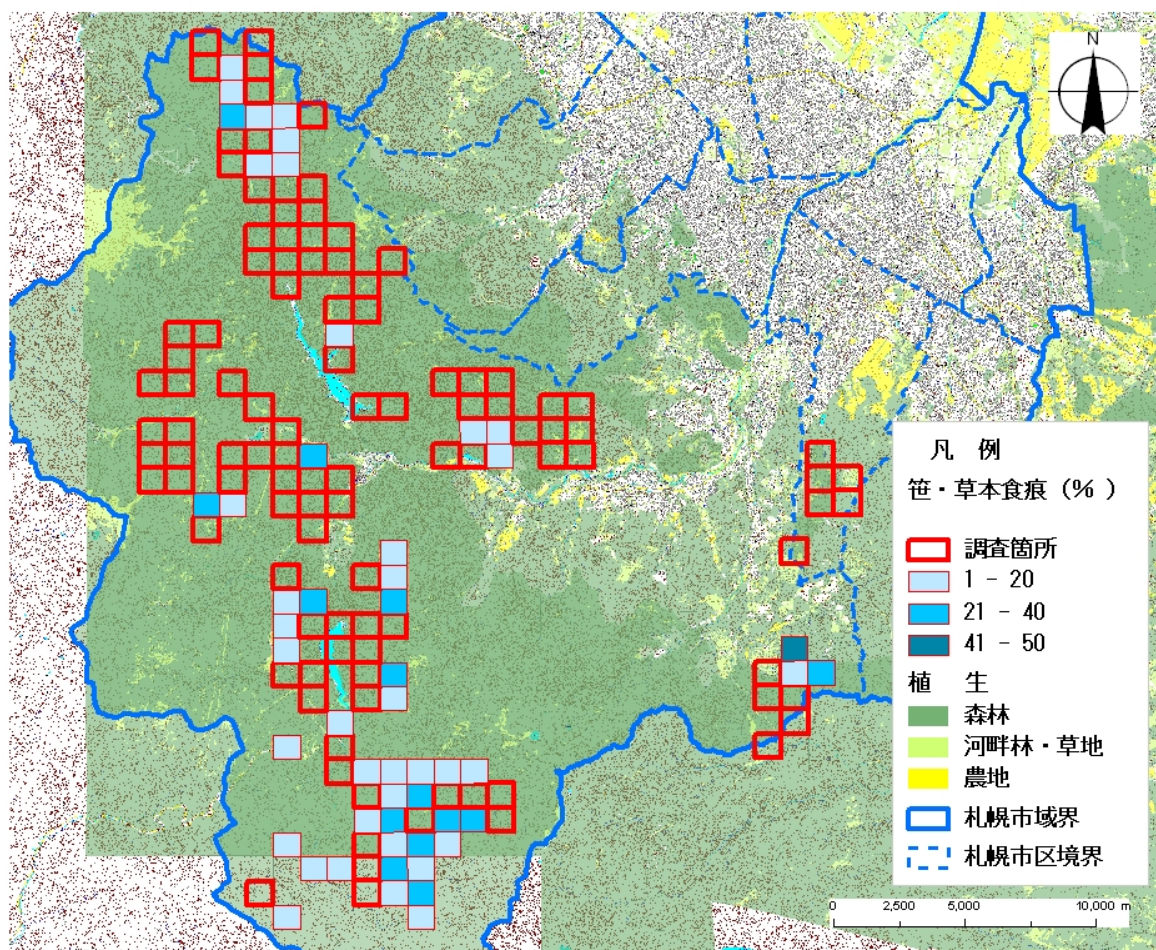 N
凡 例
笹・草本食痕（％）
調査箇所
1 - 20
21 - 40
41 - 50
植 生
森林
河畔林・草地
農地
札幌市域界
札幌市区境界
0 2,500 5,000 10,000 m